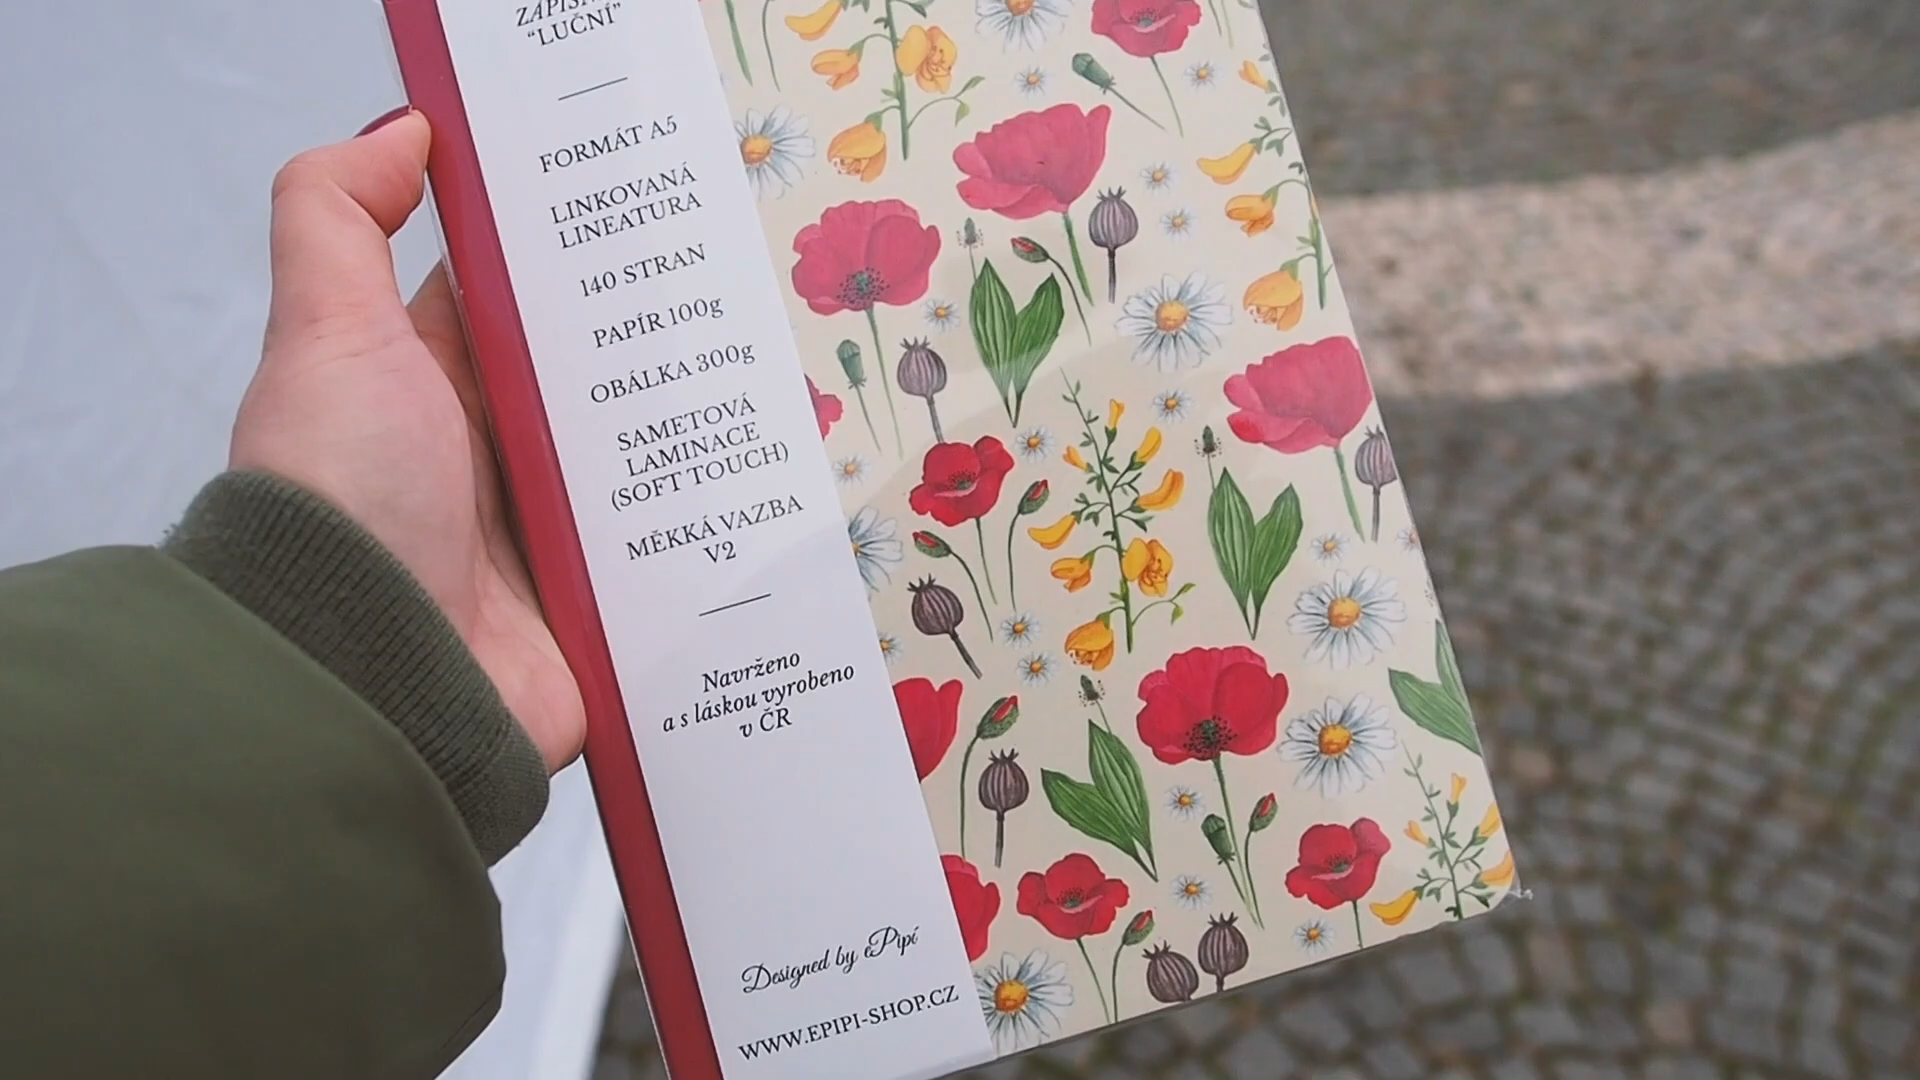 “LUČNÍ”
FORMÁT A5
LINKOVANÁ
LINEATURA
140 STRAN
PAPÍR 100g
OBÁLKA 300g
SAMETOVÁ
LAMINACE
(SOFT TOUCH)
MĚKKÁ VAZBA
V2
Navrženo
a s láskou vyrobeno
v ČR
Designed by ePipí
WWW.EPIPI-SHOP.CZ